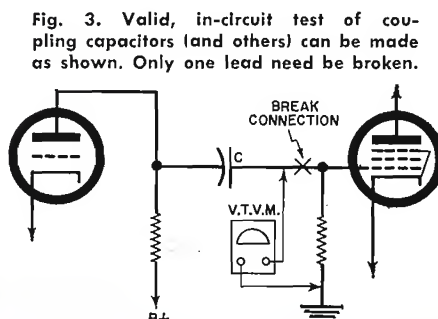 Fig. 3. Valid, in-circuit test of cou-
pling capacitors (and others) can be made
as shown. Only one lead need be broken.
BREAK
CONNECTION
C
V.T.V.M.
B+